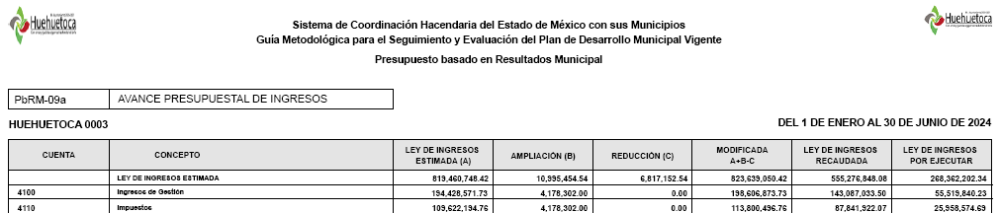 Huehuetoca
Huehuetoca
Sistema de Coordinación Hacendaria del Estado de México con sus Municipios
Guía Metodológica para el Seguimiento y Evaluación del Plan de Desarrollo Municipal Vigente
Presupuesto basado en Resultados Municipal
PbRM-09a AVANCE PRESUPUESTAL DE INGRESOS
HUEHUETOCA 0003 DEL 1 DE ENERO AL 30 DE JUNIO DE 2024
CUENTA CONCEPTO LEY DE INGRESOS ESTIMADA (A) AMPLIACIÓN (B) REDUCCIÓN (C) MODIFICADA A+B-C LEY DE INGRESOS RECAUDADA LEY DE INGRESOS POR EJECUTAR
LEY DE INGRESOS ESTIMADA 819,460,748.42 10,995,454.54 6,817,152.54 823,639,050.42 555,276,848.08 268,362,202.34
4100 Ingresos de Gestión 194,428,571.73 4,178,302.00 0.00 198,606,873.73 143,087,033.50 55,519,840.23
4110 Impuestos 109,622,194.76 4,178,302.00 0.00 113,800,496.76 87,841,922.07 25,958,574.69